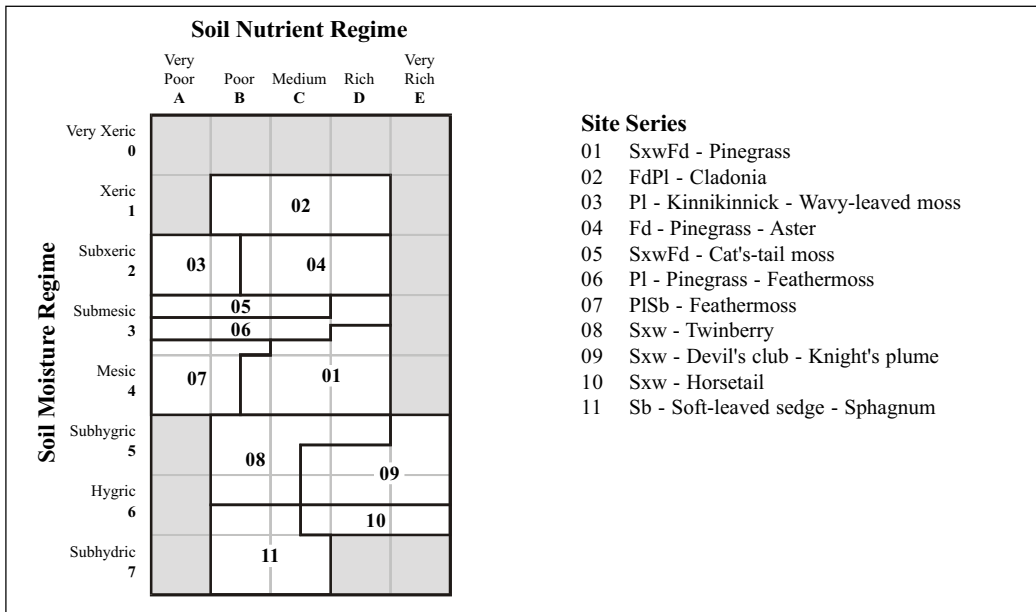 Soil Nutrient Regime
Very Poor A
Poor B
Medium C
Rich D
Very Rich E
Soil Moisture Regime
Very Xeric 0
Xeric 1
Subxeric 2
Submesic 3
Mesic 4
Subhygric 5
Hygric 6
Subhydric 7
02
03 04
05
06
07 01
08 09
10
11
Site Series
01 SxwFd - Pinegrass
02 FdPl - Cladonia
03 Pl - Kinnikinnick - Wavy-leaved moss
04 Fd - Pinegrass - Aster
05 SxwFd - Cat's-tail moss
06 Pl - Pinegrass - Feathermoss
07 PlSb - Feathermoss
08 Sxw - Twinberry
09 Sxw - Devil's club - Knight's plume
10 Sxw - Horsetail
11 Sb - Soft-leaved sedge - Sphagnum